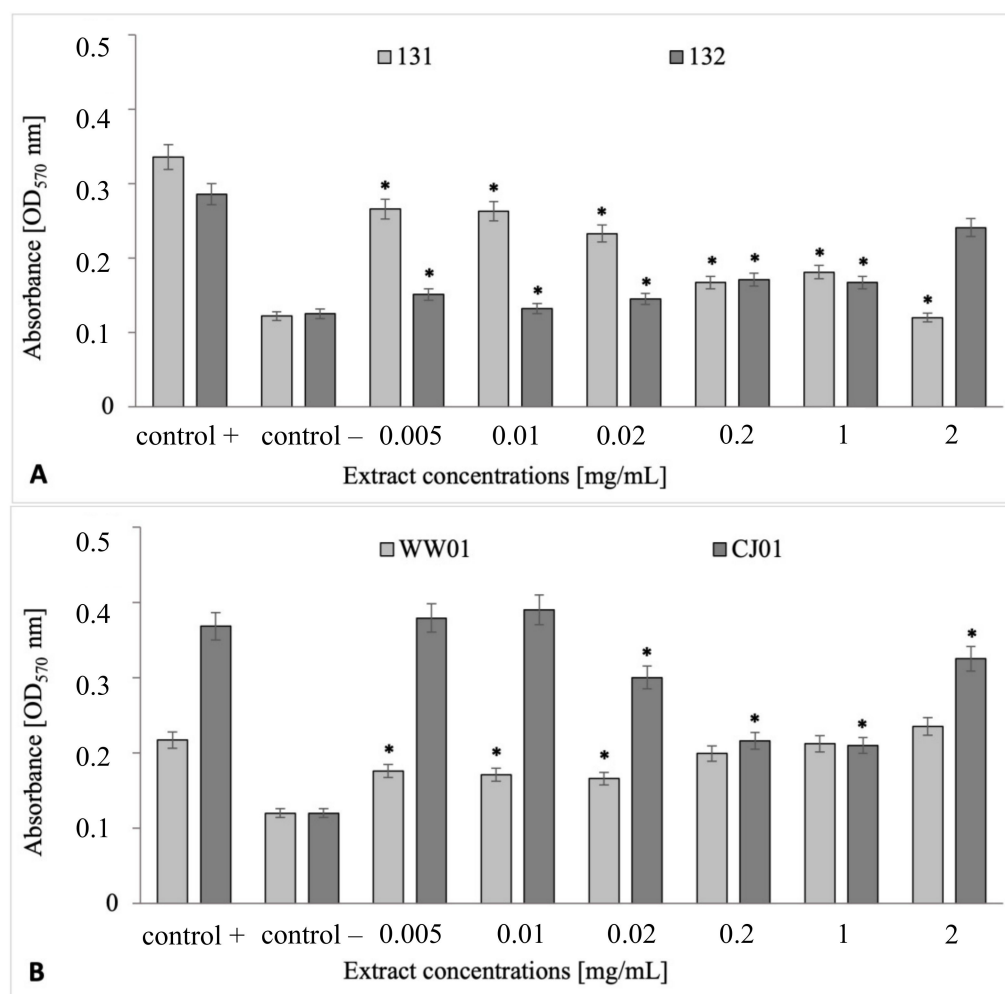 131 132
Absorbance [OD570 nm]
0.5
0.4
0.3
0.2
0.1
0
* * * * * * * * * * *
control + control – 0.005 0.01 0.02 0.2 1 2
Extract concentrations [mg/mL]
A
WW01 CJ01
Absorbance [OD570 nm]
0.5
0.4
0.3
0.2
0.1
0
* * * * * * *
control + control – 0.005 0.01 0.02 0.2 1 2
Extract concentrations [mg/mL]
B